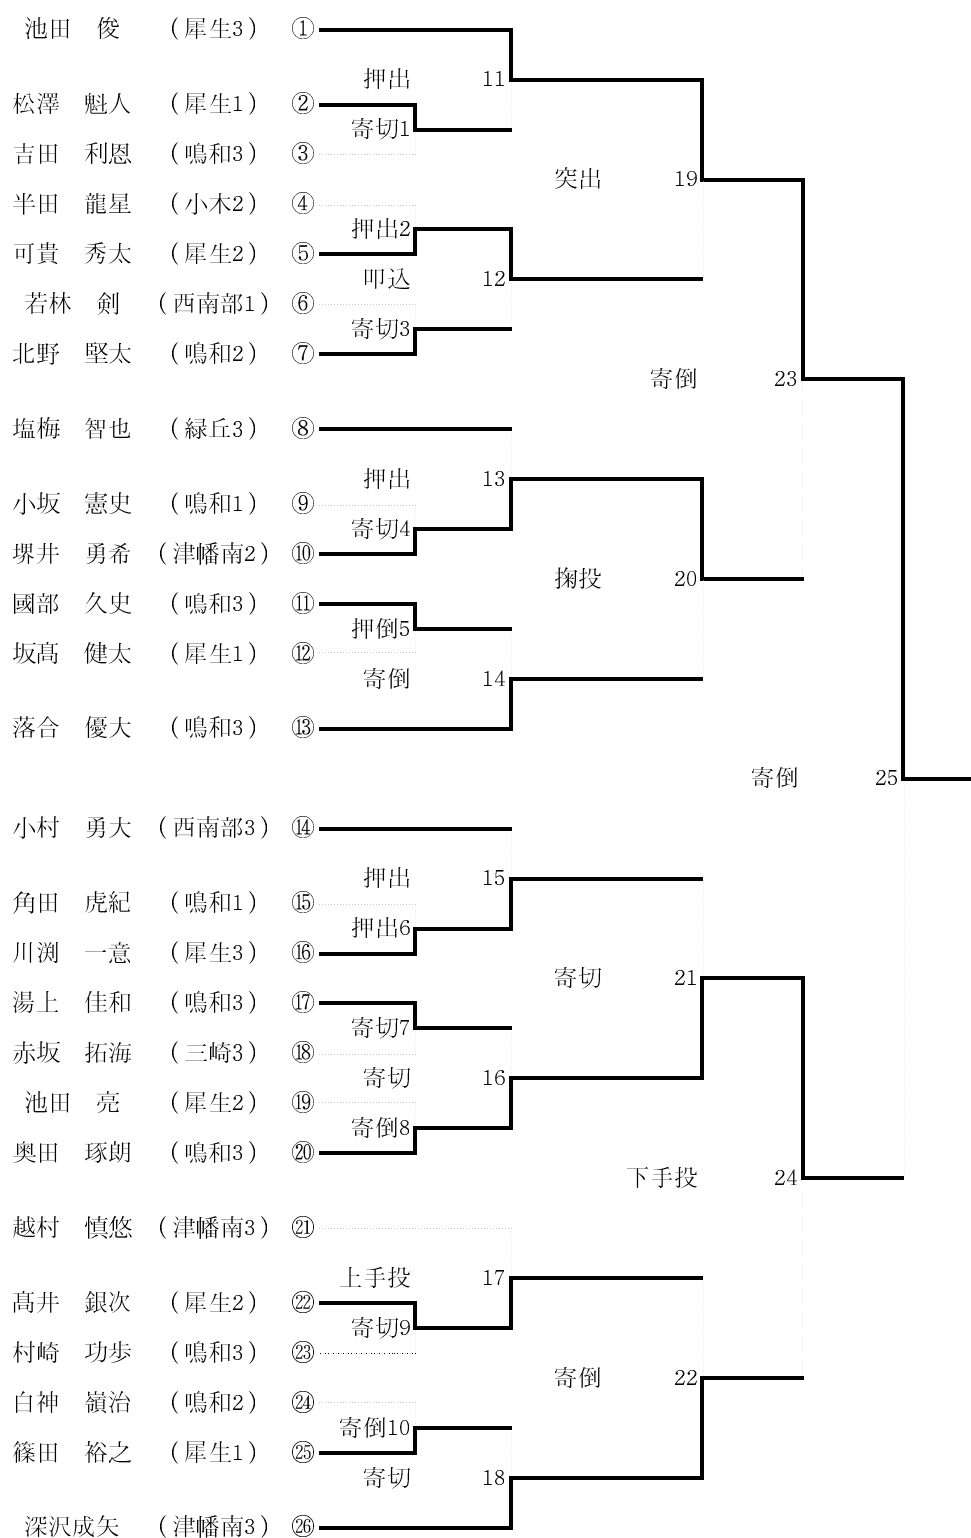 池田 俊 (犀生3) ①
押出 11
松澤 魁人 (犀生1) ②
寄切1
吉田 利恩 (鳴和3) ③
突出 19
半田 龍星 (小木2) ④
押出2
可貴 秀太 (犀生2) ⑤
叩込 12
若林 剣 (西南部1) ⑥
寄切3
北野 堅太 (鳴和2) ⑦
寄倒 23
塩梅 智也 (緑丘3) ⑧
押出 13
小坂 憲史 (鳴和1) ⑨
寄切4
堺井 勇希 (津幡南2) ⑩
掬投 20
國部 久史 (鳴和3) ⑪
押倒5
坂髙 健太 (犀生1) ⑫
寄倒 14
落合 優大 (鳴和3) ⑬
寄倒 25
小村 勇大 (西南部3) ⑭
押出 15
角田 虎紀 (鳴和1) ⑮
押出6
川渕 一意 (犀生3) ⑯
寄切 21
湯上 佳和 (鳴和3) ⑰
寄切7
赤坂 拓海 (三崎3) ⑱
寄切 16
池田 亮 (犀生2) ⑲
寄倒8
奥田 琢朗 (鳴和3) ⑳
下手投 24
越村 慎悠 (津幡南3) ㉑
上手投 17
髙井 銀次 (犀生2) ㉒
寄切9
村崎 功歩 (鳴和3) ㉓
寄倒 22
白神 嶺治 (鳴和2) ㉔
寄倒10
篠田 裕之 (犀生1) ㉕
寄切 18
深沢成矢 (津幡南3) ㉖